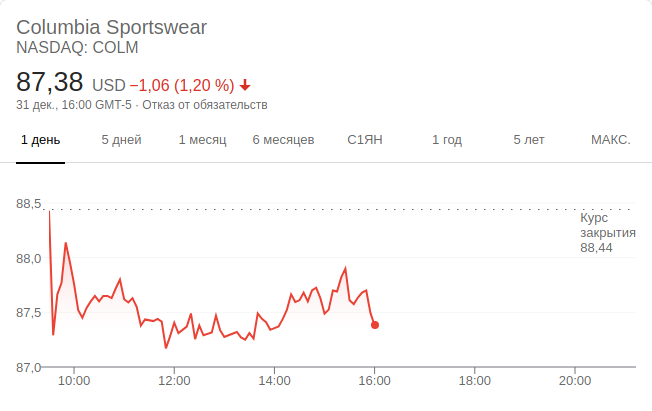 Columbia Sportswear
NASDAQ: COLM
87,38 USD −1,06 (1,20 %)
31 дек., 16:00 GMT-5 · Отказ от обязательств
1 день 5 дней 1 месяц 6 месяцев С1ЯН 1 год 5 лет МАКС.
88,5
Курс
закрытия
88,44
88,0
87,5
87,0
10:00 12:00 14:00 16:00 18:00 20:00